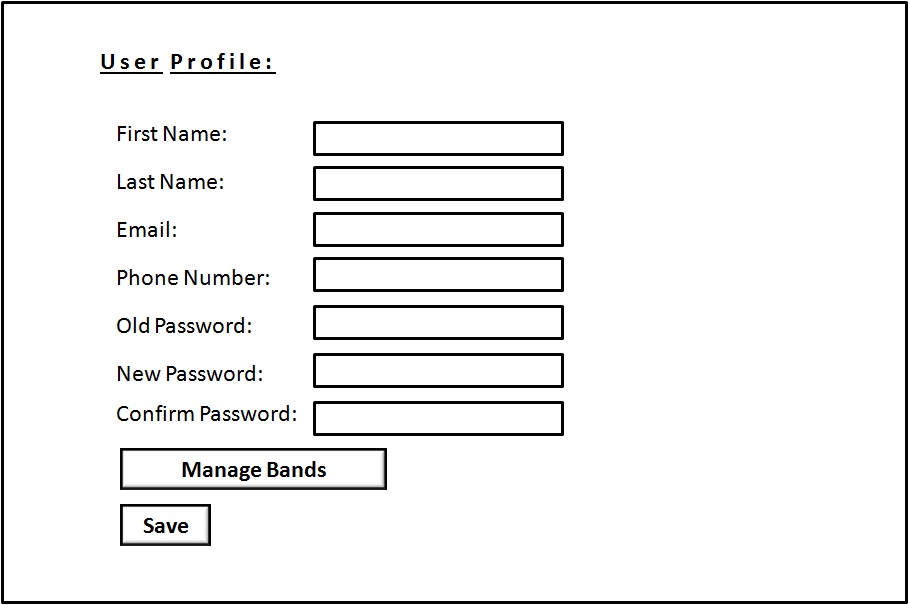 User Profile:
First Name:
Last Name:
Email:
Phone Number:
Old Password:
New Password:
Confirm Password:
Manage Bands
Save